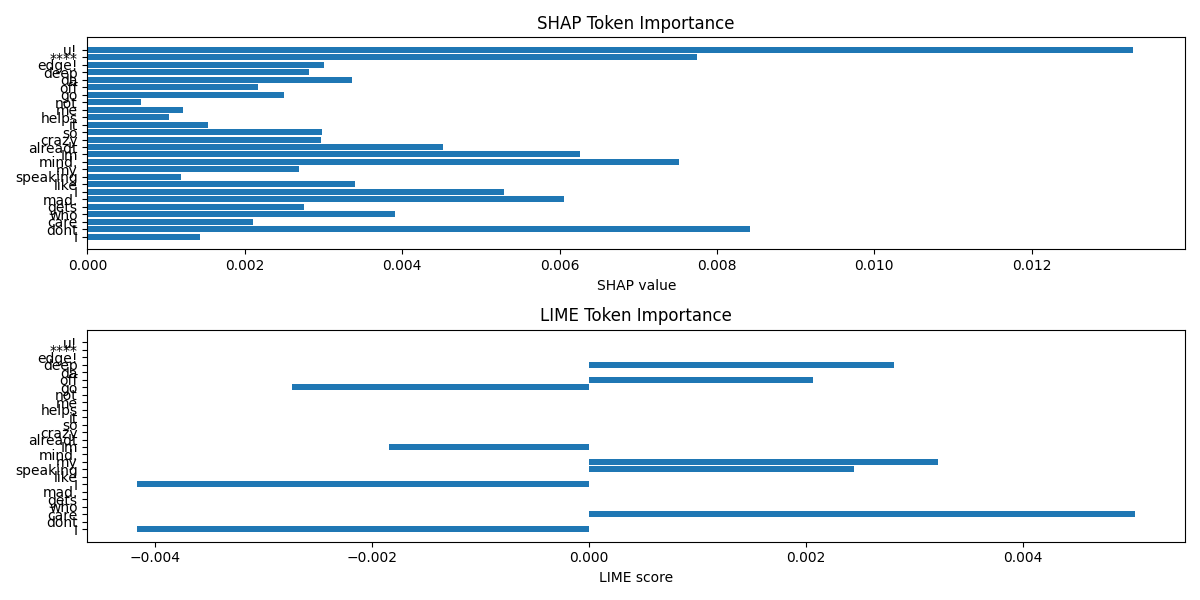 SHAP Token Importance
u!
****
edge!
deep
da
off
go
not
me
helps
it
so
crazy
alreadt
im
mind,
my
speaking
like
I
mad,
gets
who
care
dont
I
0.000 0.002 0.004 0.006 0.008 0.010 0.012
SHAP value
LIME Token Importance
u!
****
edge!
deep
da
off
go
not
me
helps
it
so
crazy
alreadt
im
mind,
my
speaking
like
I
mad,
gets
who
care
dont
I
−0.004 −0.002 0.000 0.002 0.004
LIME score